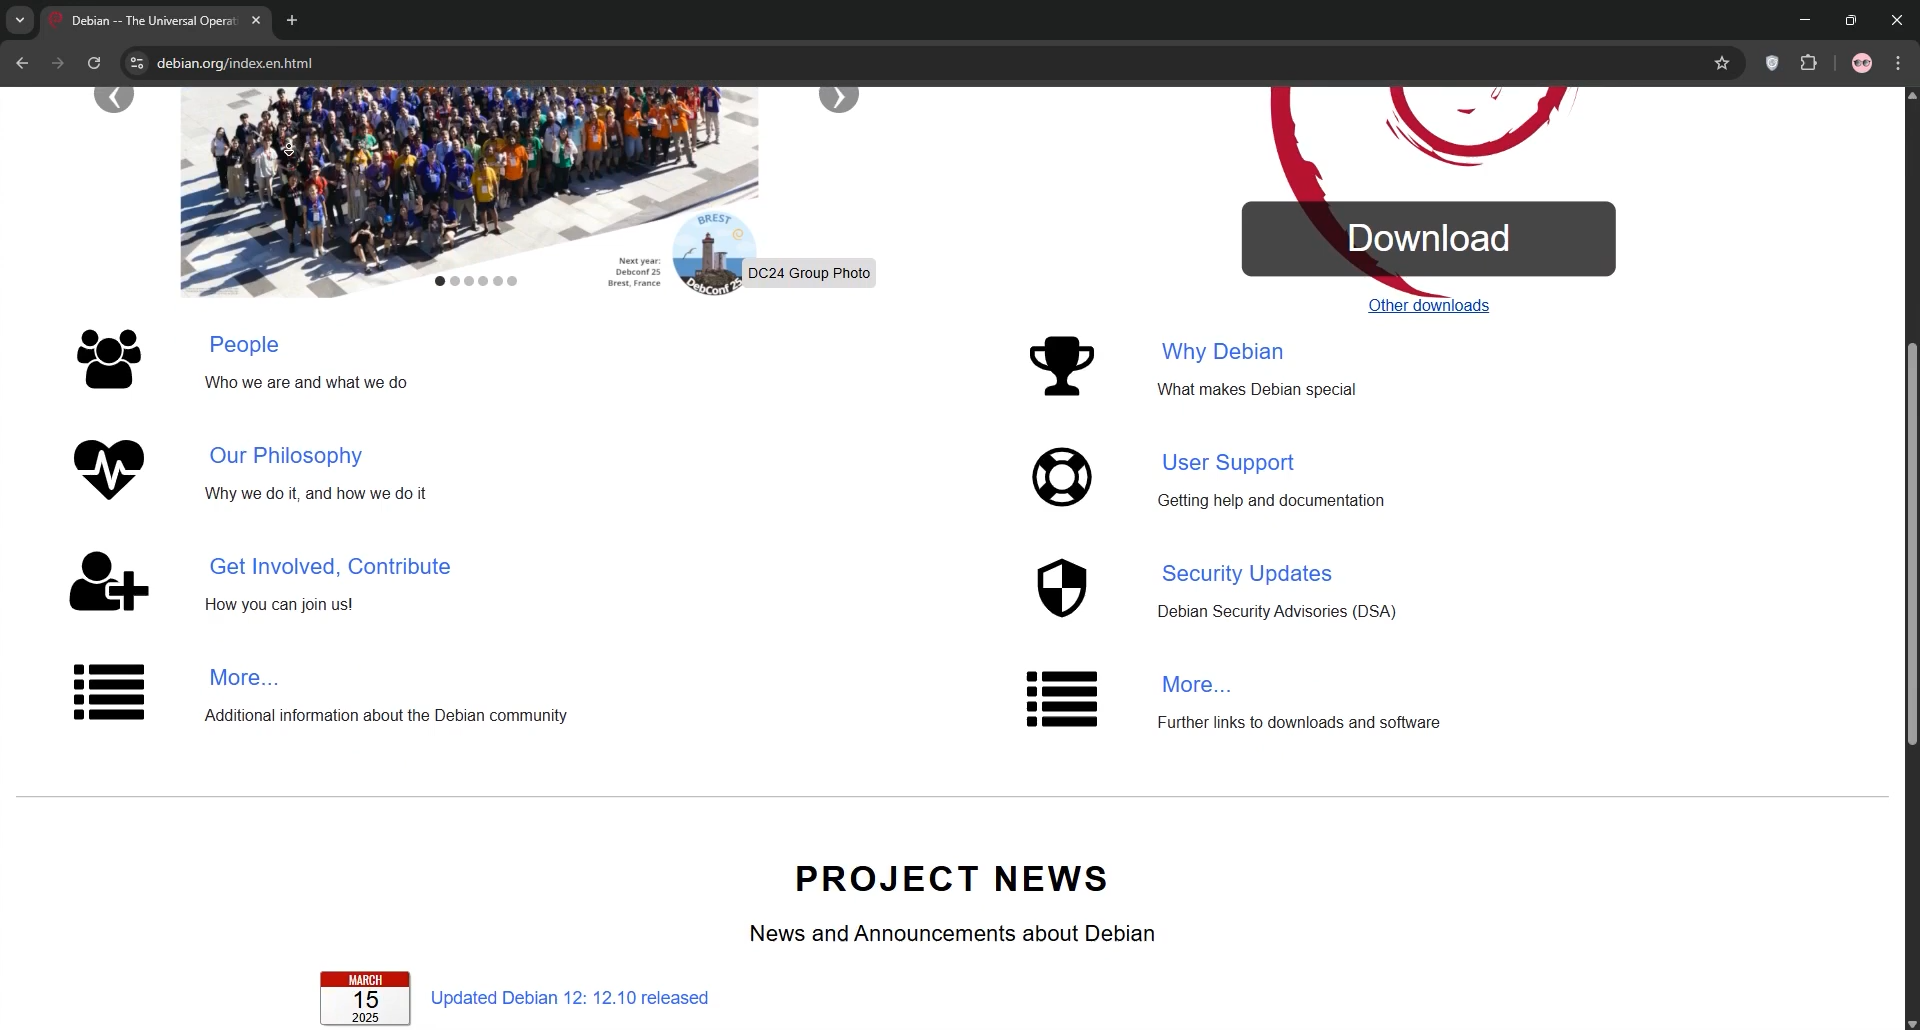 Debian -- The Universal Operati
debian.org/index.en.html
BREST
Next year:
Debconf 25
Brest, France
DebConf 25
DC24 Group Photo
Download
Other downloads
People
Who we are and what we do
Why Debian
What makes Debian special
Our Philosophy
Why we do it, and how we do it
User Support
Getting help and documentation
Get Involved, Contribute
How you can join us!
Security Updates
Debian Security Advisories (DSA)
More...
Additional information about the Debian community
More...
Further links to downloads and software
PROJECT NEWS
News and Announcements about Debian
MARCH
15
2025
Updated Debian 12: 12.10 released